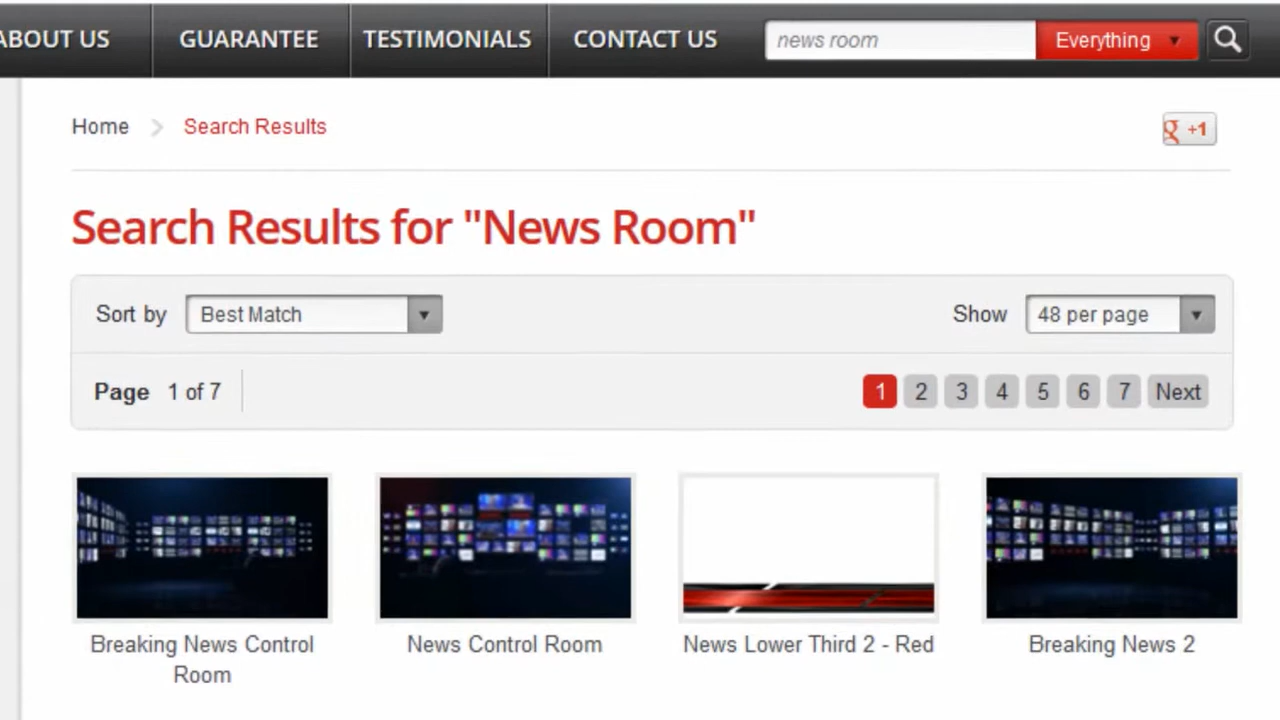 ABOUT US GUARANTEE TESTIMONIALS CONTACT US news room Everything
Home Search Results g +1
Search Results for "News Room"
Sort by Best Match Show 48 per page
Page 1 of 7 1 2 3 4 5 6 7 Next
Breaking News Control Room
News Control Room
News Lower Third 2 - Red
Breaking News 2